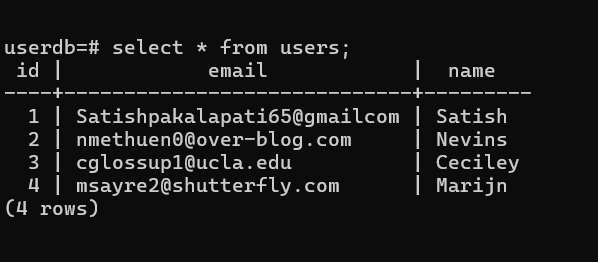 userdb=# select * from users;
 id |            email            |  name
----+-----------------------------+---------
  1 | Satishpakalapati65@gmailcom | Satish
  2 | nmethuen0@over-blog.com     | Nevins
  3 | cglossup1@ucla.edu          | Ceciley
  4 | msayre2@shutterfly.com      | Marijn
(4 rows)